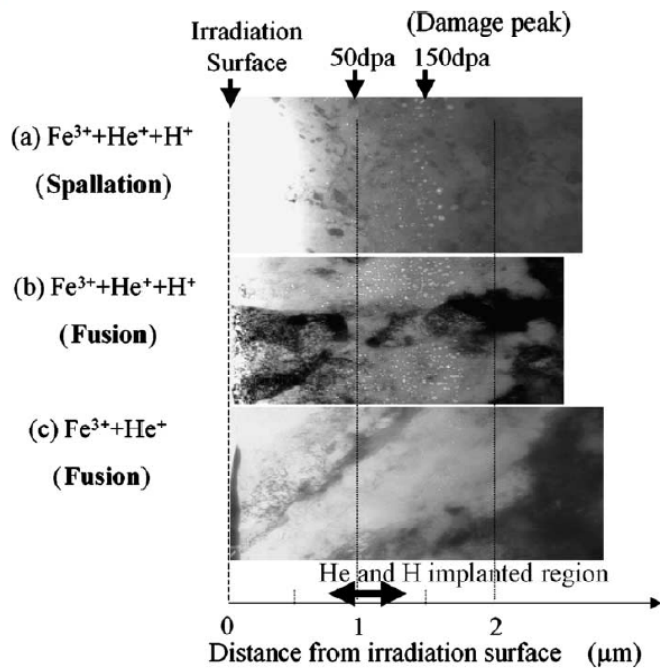 (Damage peak)
Irradiation
Surface
50dpa
150dpa
(a) Fe³⁺+He⁺+H⁺
(Spallation)
(b) Fe³⁺+He⁺+H⁺
(Fusion)
(c) Fe³⁺+He⁺
(Fusion)
He and H implanted region
0
1
2
Distance from irradiation surface (μm)